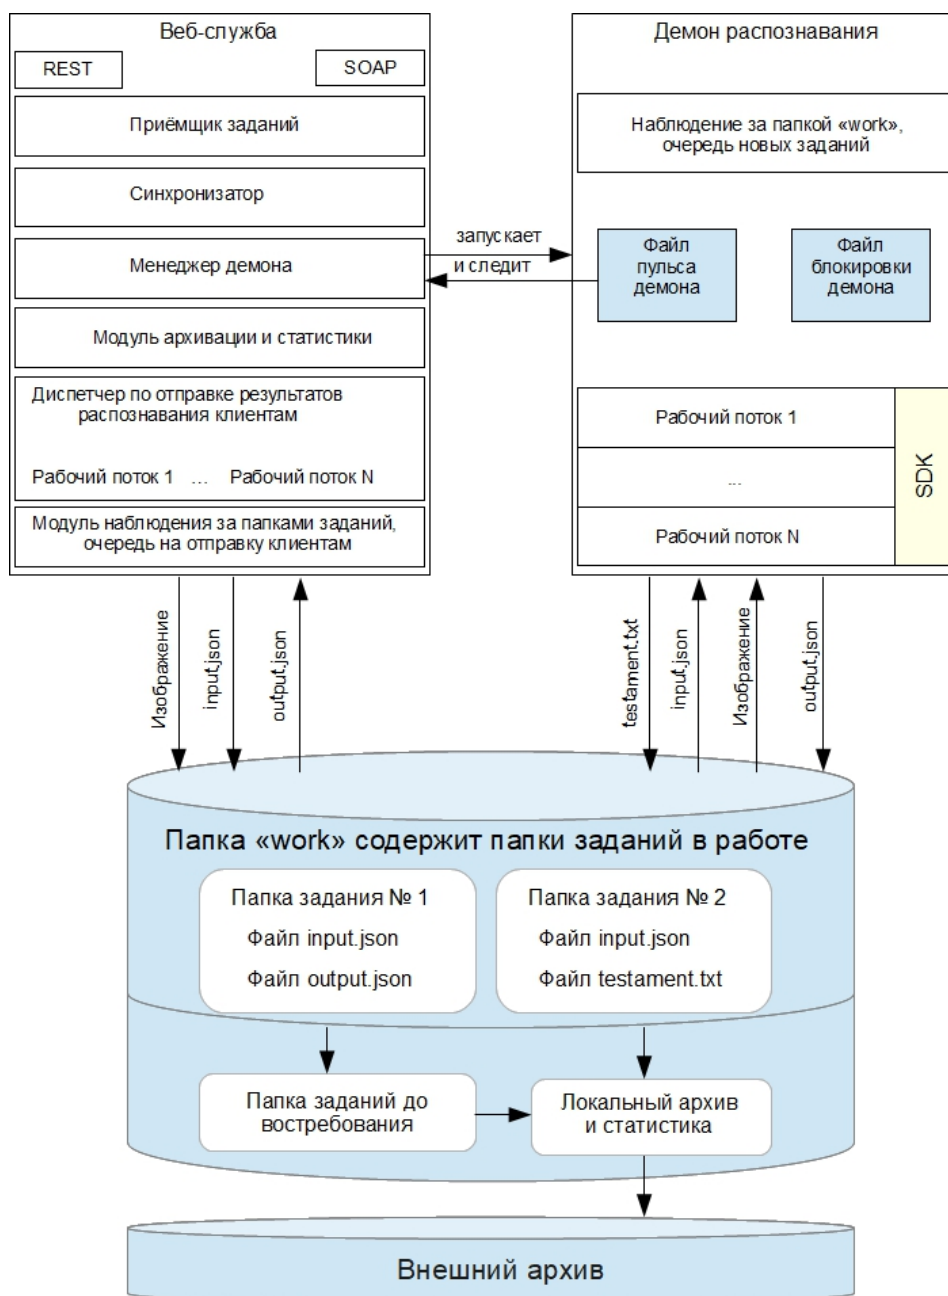 Веб-служба
REST
SOAP
Приёмщик заданий
Синхронизатор
Менеджер демона
Модуль архивации и статистики
Диспетчер по отправке результатов
распознавания клиентам
Рабочий поток 1 ... Рабочий поток N
Модуль наблюдения за папками заданий,
очередь на отправку клиентам
запускает
и следит
Демон распознавания
Наблюдение за папкой «work»,
очередь новых заданий
Файл
пульса
демона
Файл
блокировки
демона
Рабочий поток 1
...
Рабочий поток N
SDK
Изображение
input.json
output.json
testament.txt
input.json
Изображение
output.json
Папка «work» содержит папки заданий в работе
Папка задания № 1
Файл input.json
Файл output.json
Папка задания № 2
Файл input.json
Файл testament.txt
Папка заданий до
востребования
Локальный архив
и статистика
Внешний архив